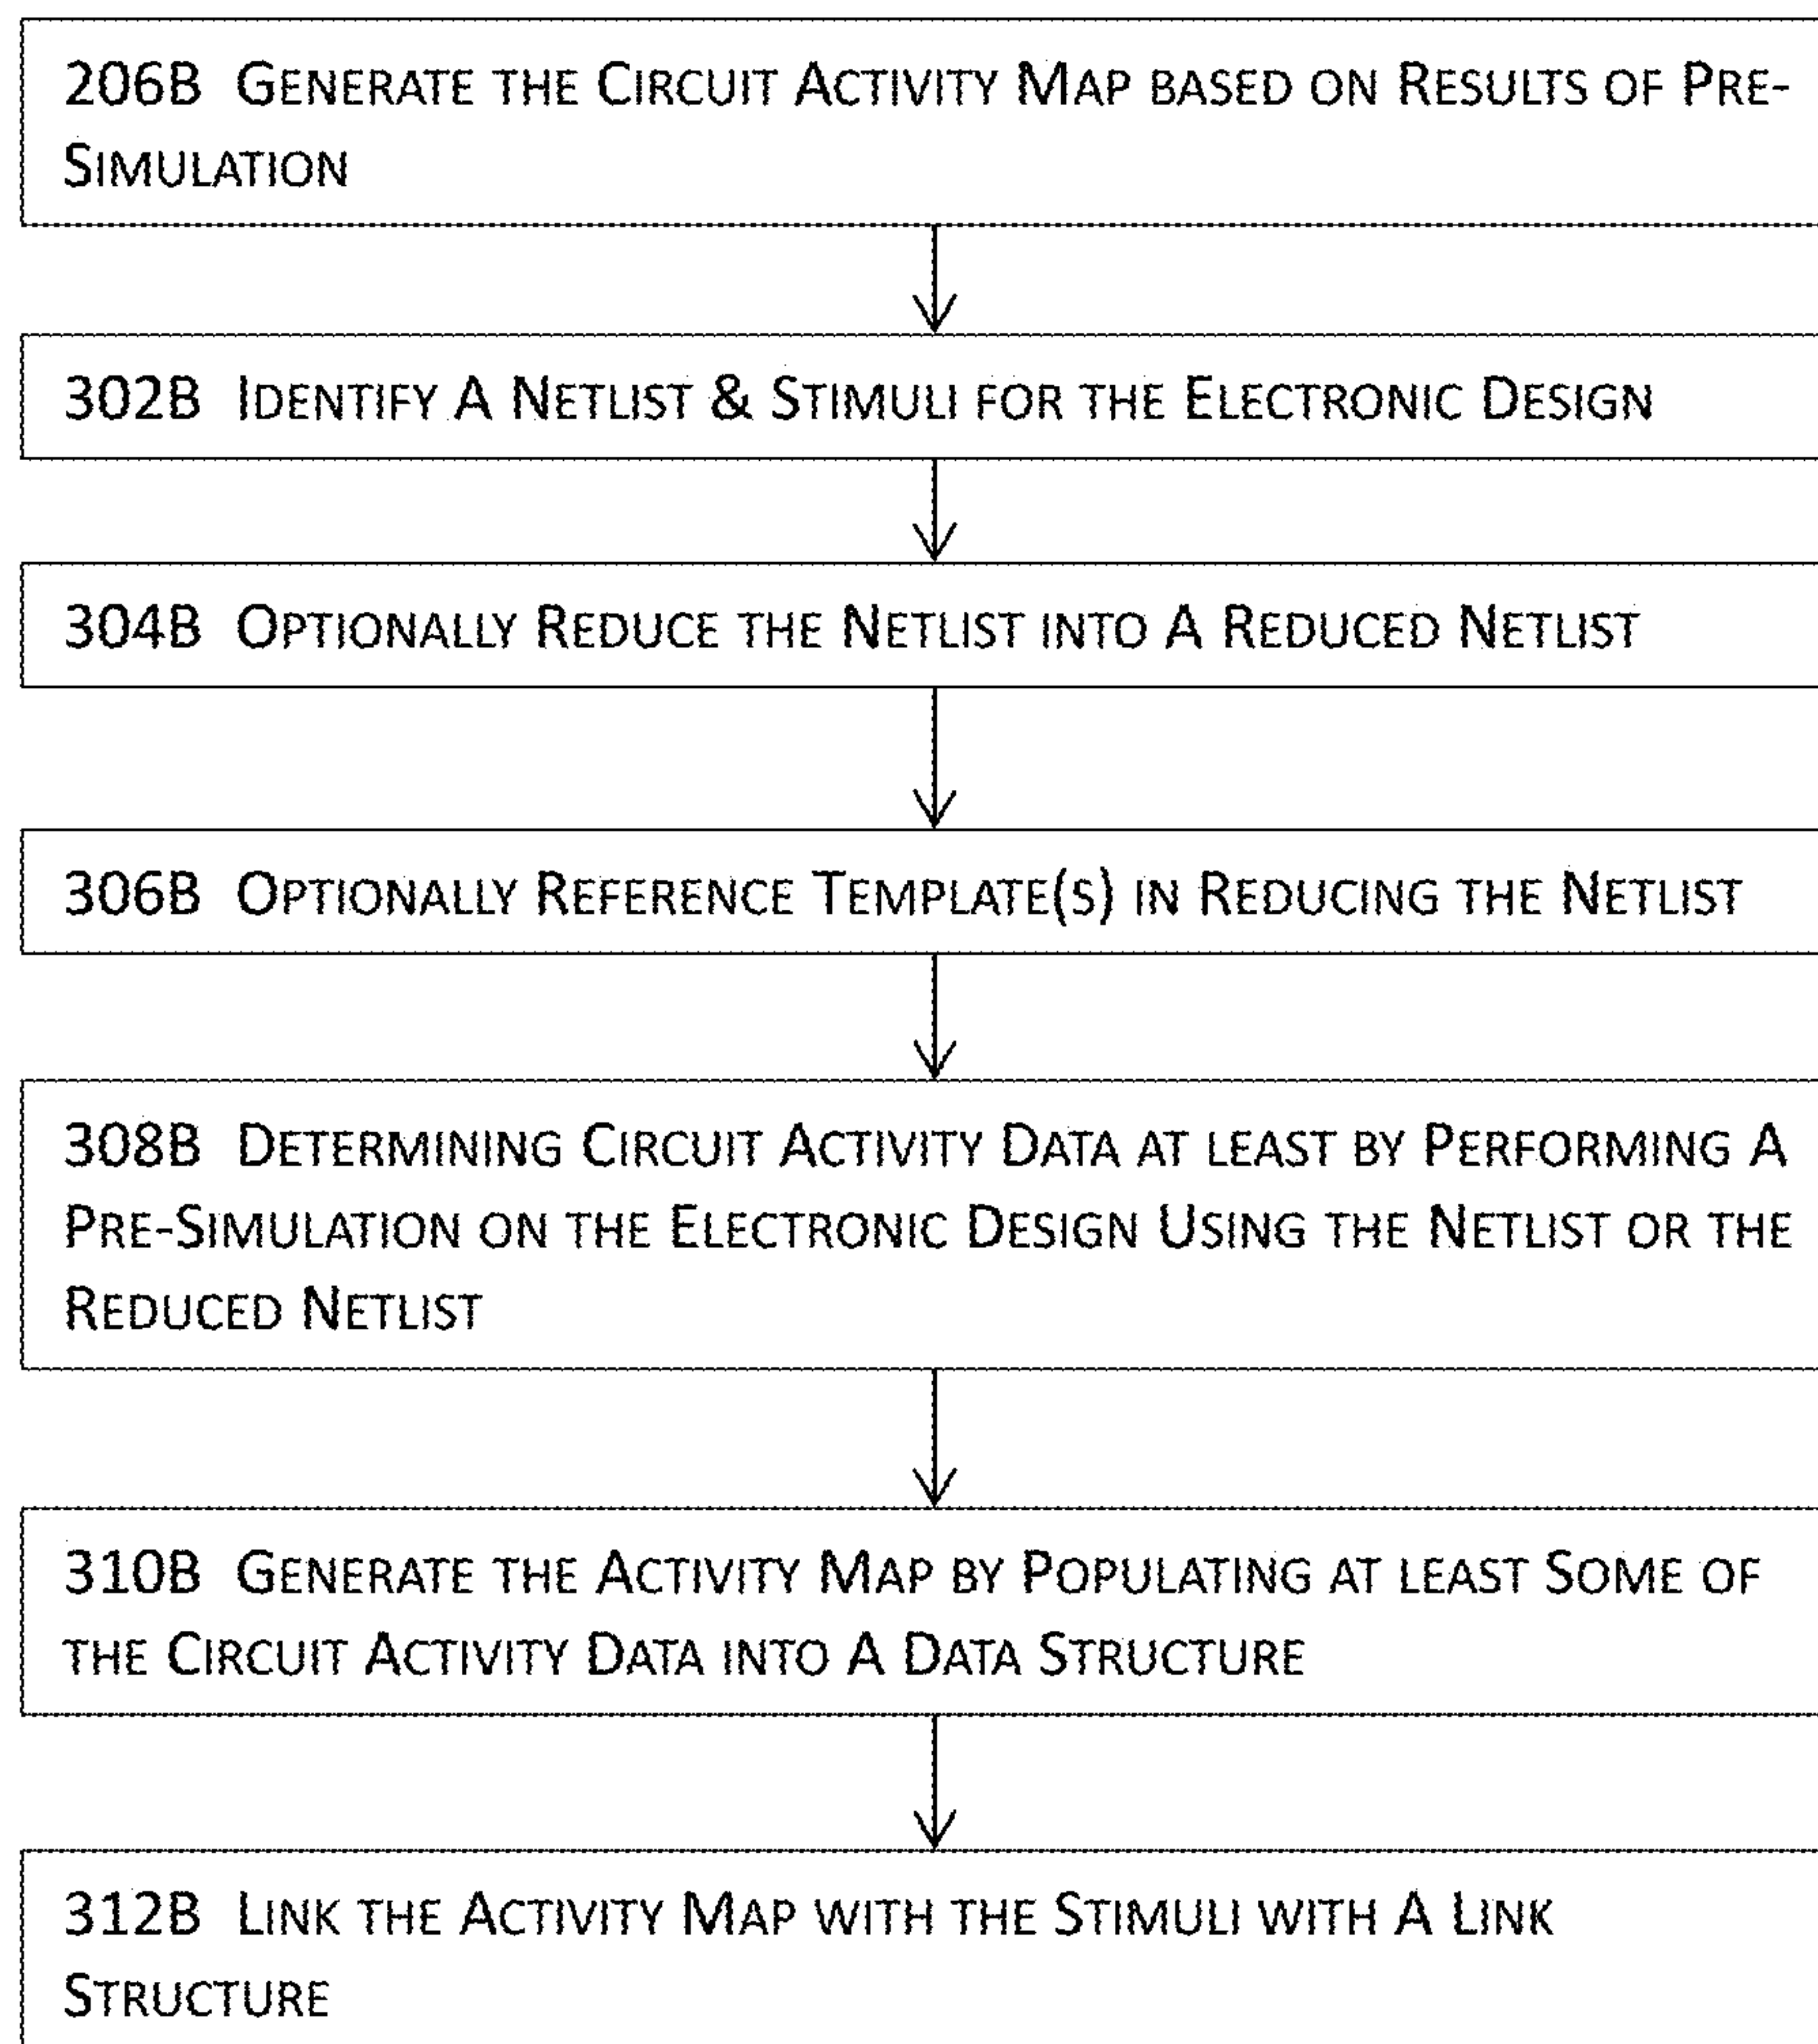 206B Generate the Circuit Activity Map based on Results of Pre-
Simulation
302B Identify A Netlist & Stimuli for the Electronic Design
304B Optionally Reduce the Netlist into A Reduced Netlist
306B Optionally Reference Template(s) in Reducing the Netlist
308B Determining Circuit Activity Data at least by Performing A
Pre-Simulation on the Electronic Design Using the Netlist or the
Reduced Netlist
310B Generate the Activity Map by Populating at least Some of
the Circuit Activity Data into A Data Structure
312B Link the Activity Map with the Stimuli with A Link
Structure